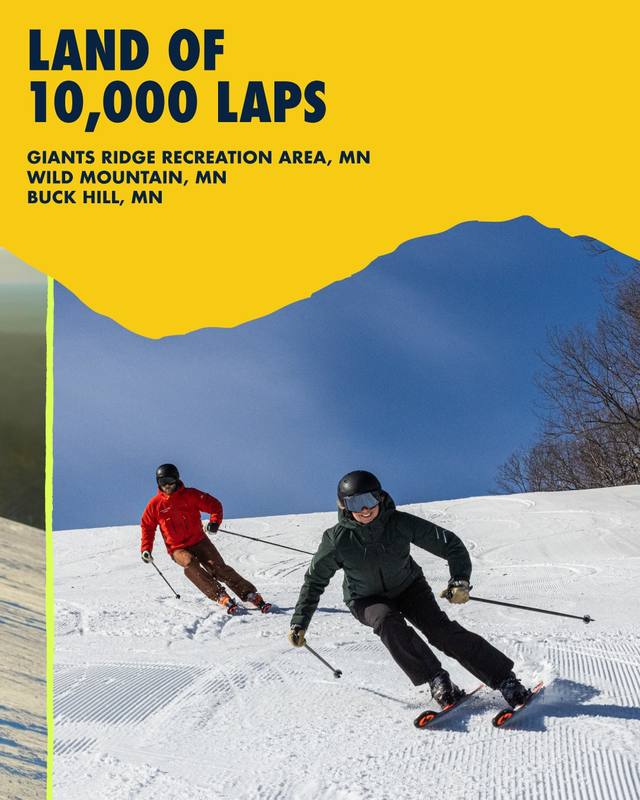 LAND OF
10,000 LAPS
GIANTS RIDGE RECREATION AREA, MN
WILD MOUNTAIN, MN
BUCK HILL, MN